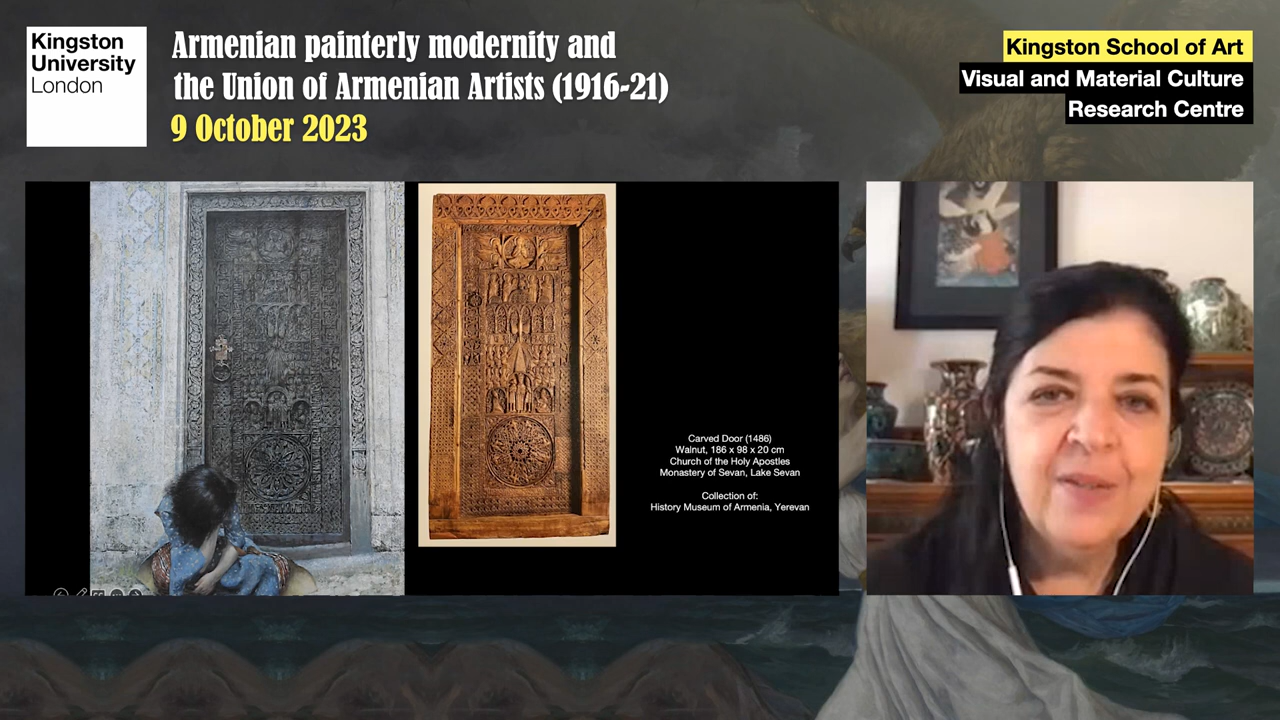 Kingston
University
London
Armenian painterly modernity and
the Union of Armenian Artists (1916-21)
9 October 2023
Kingston School of Art
Visual and Material Culture
Research Centre
Carved Door (1486)
Walnut, 186 x 98 x 20 cm
Church of the Holy Apostles
Monastery of Sevan, Lake Sevan
Collection of:
History Museum of Armenia, Yerevan